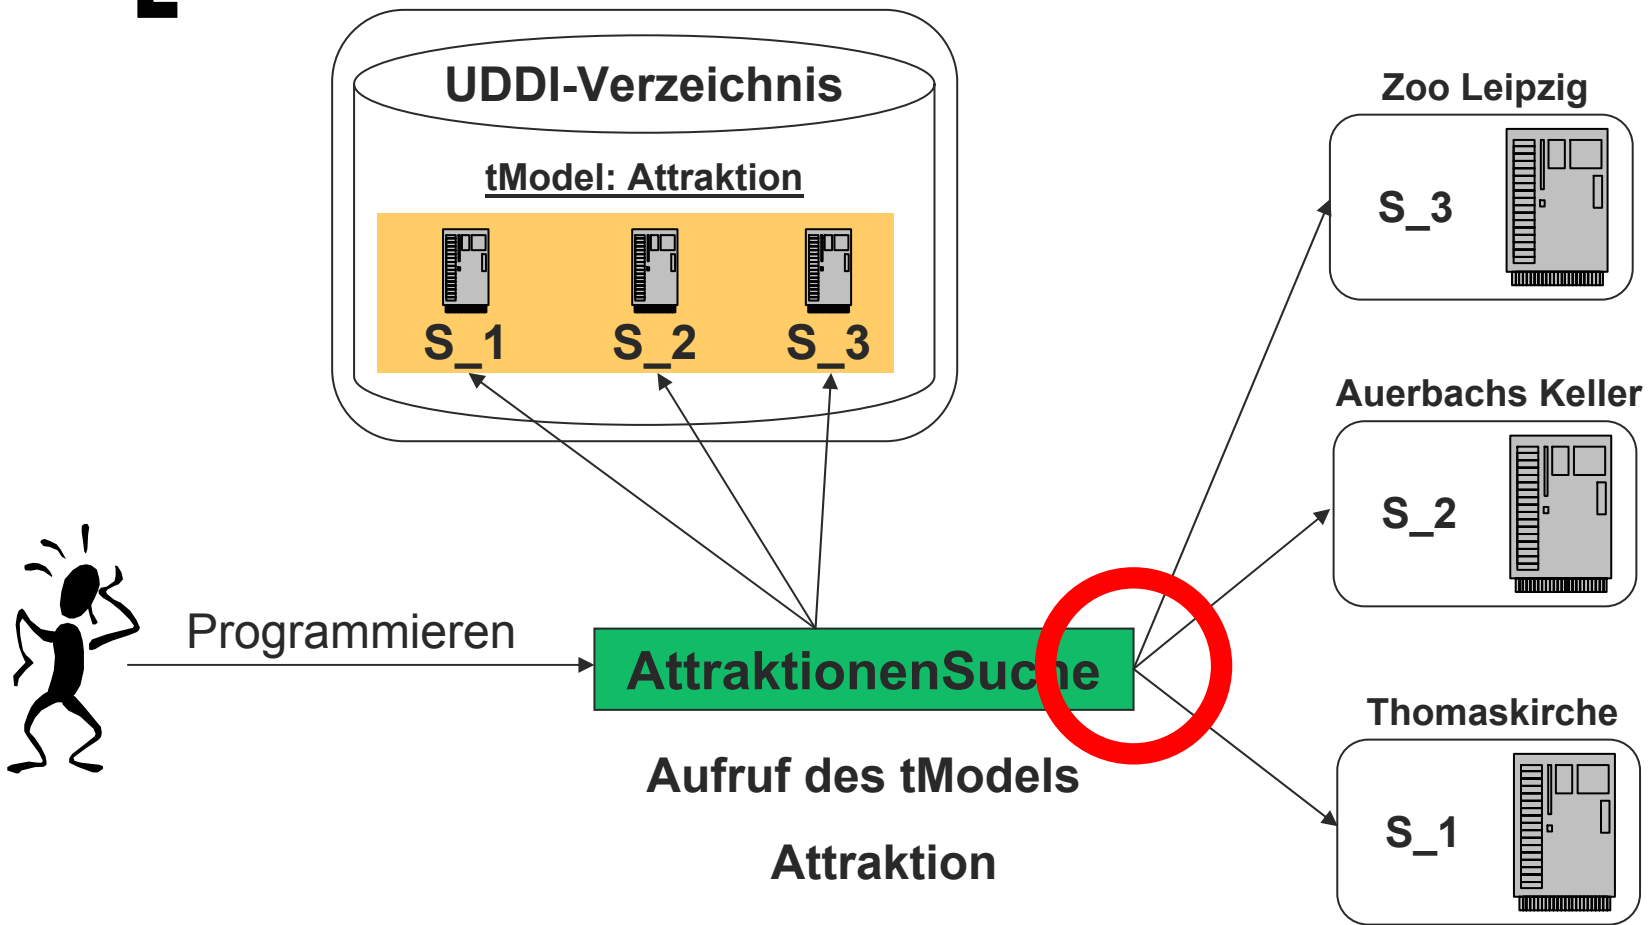 UDDI-Verzeichnis
tModel: Attraktion
S_1 S_2 S_3
Zoo Leipzig
S_3
Auerbachs Keller
S_2
Programmieren
AttraktionenSuche
Thomaskirche
S_1
Aufruf des tModels
Attraktion